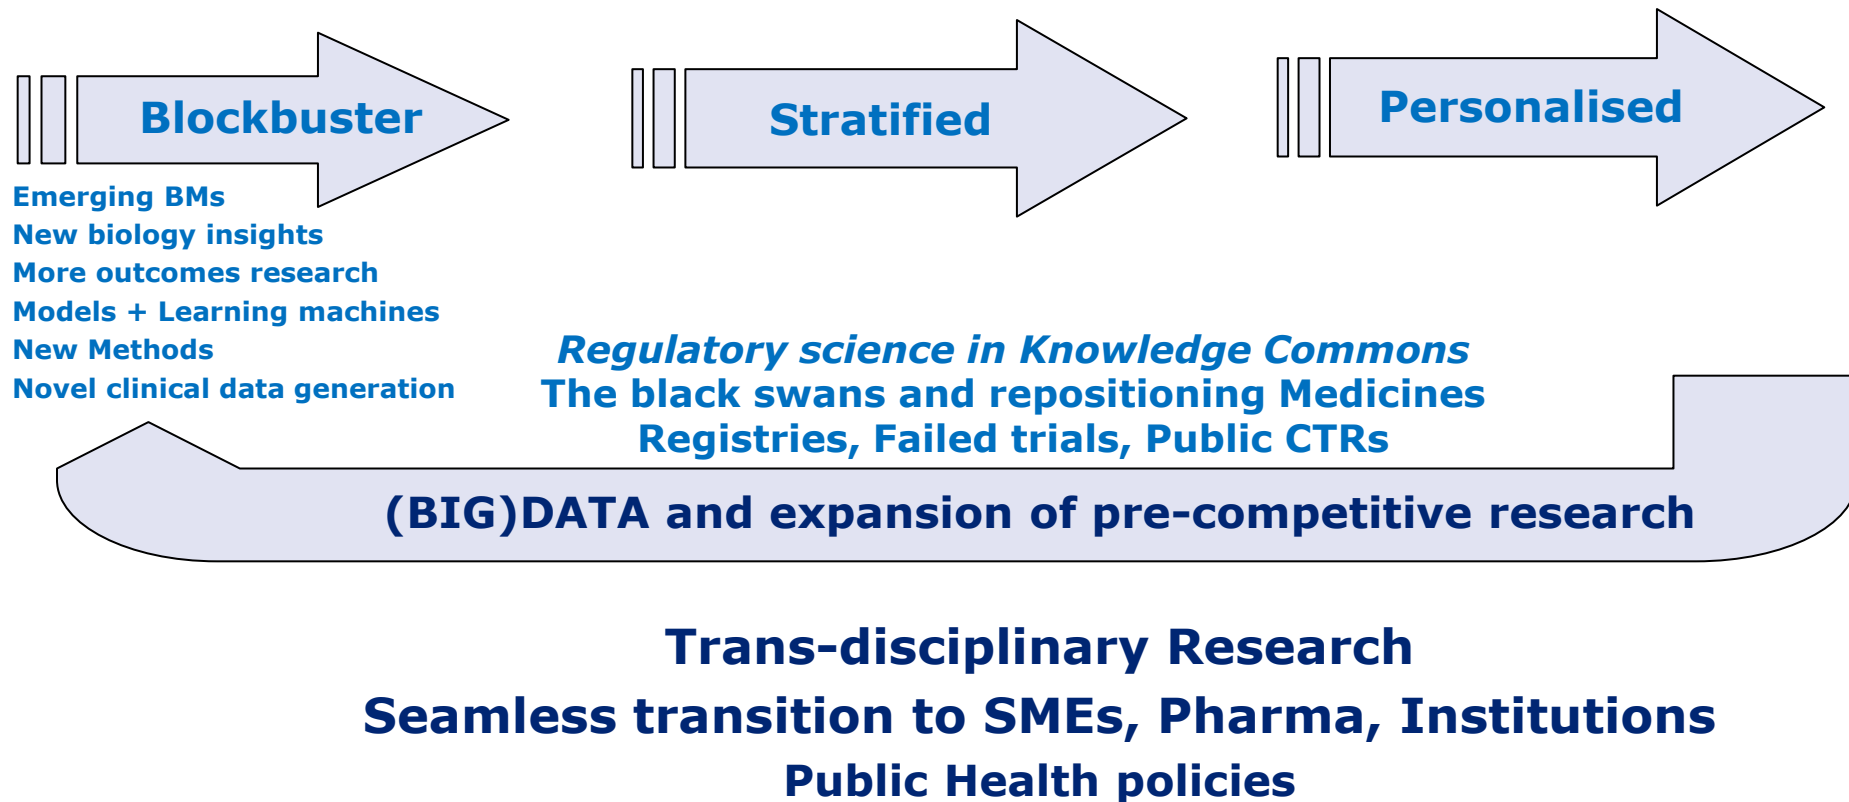 Blockbuster
Stratified
Personalised
Emerging BMs
New biology insights
More outcomes research
Models + Learning machines
New Methods
Novel clinical data generation
Regulatory science in Knowledge Commons
The black swans and repositioning Medicines
Registries, Failed trials, Public CTRs
(BIG)DATA and expansion of pre-competitive research
Trans-disciplinary Research
Seamless transition to SMEs, Pharma, Institutions
Public Health policies